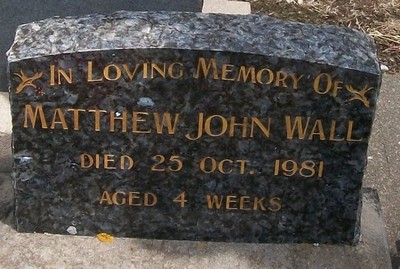 In Loving Memory Of
Matthew John Wall
Died 25 Oct. 1981
Aged 4 Weeks